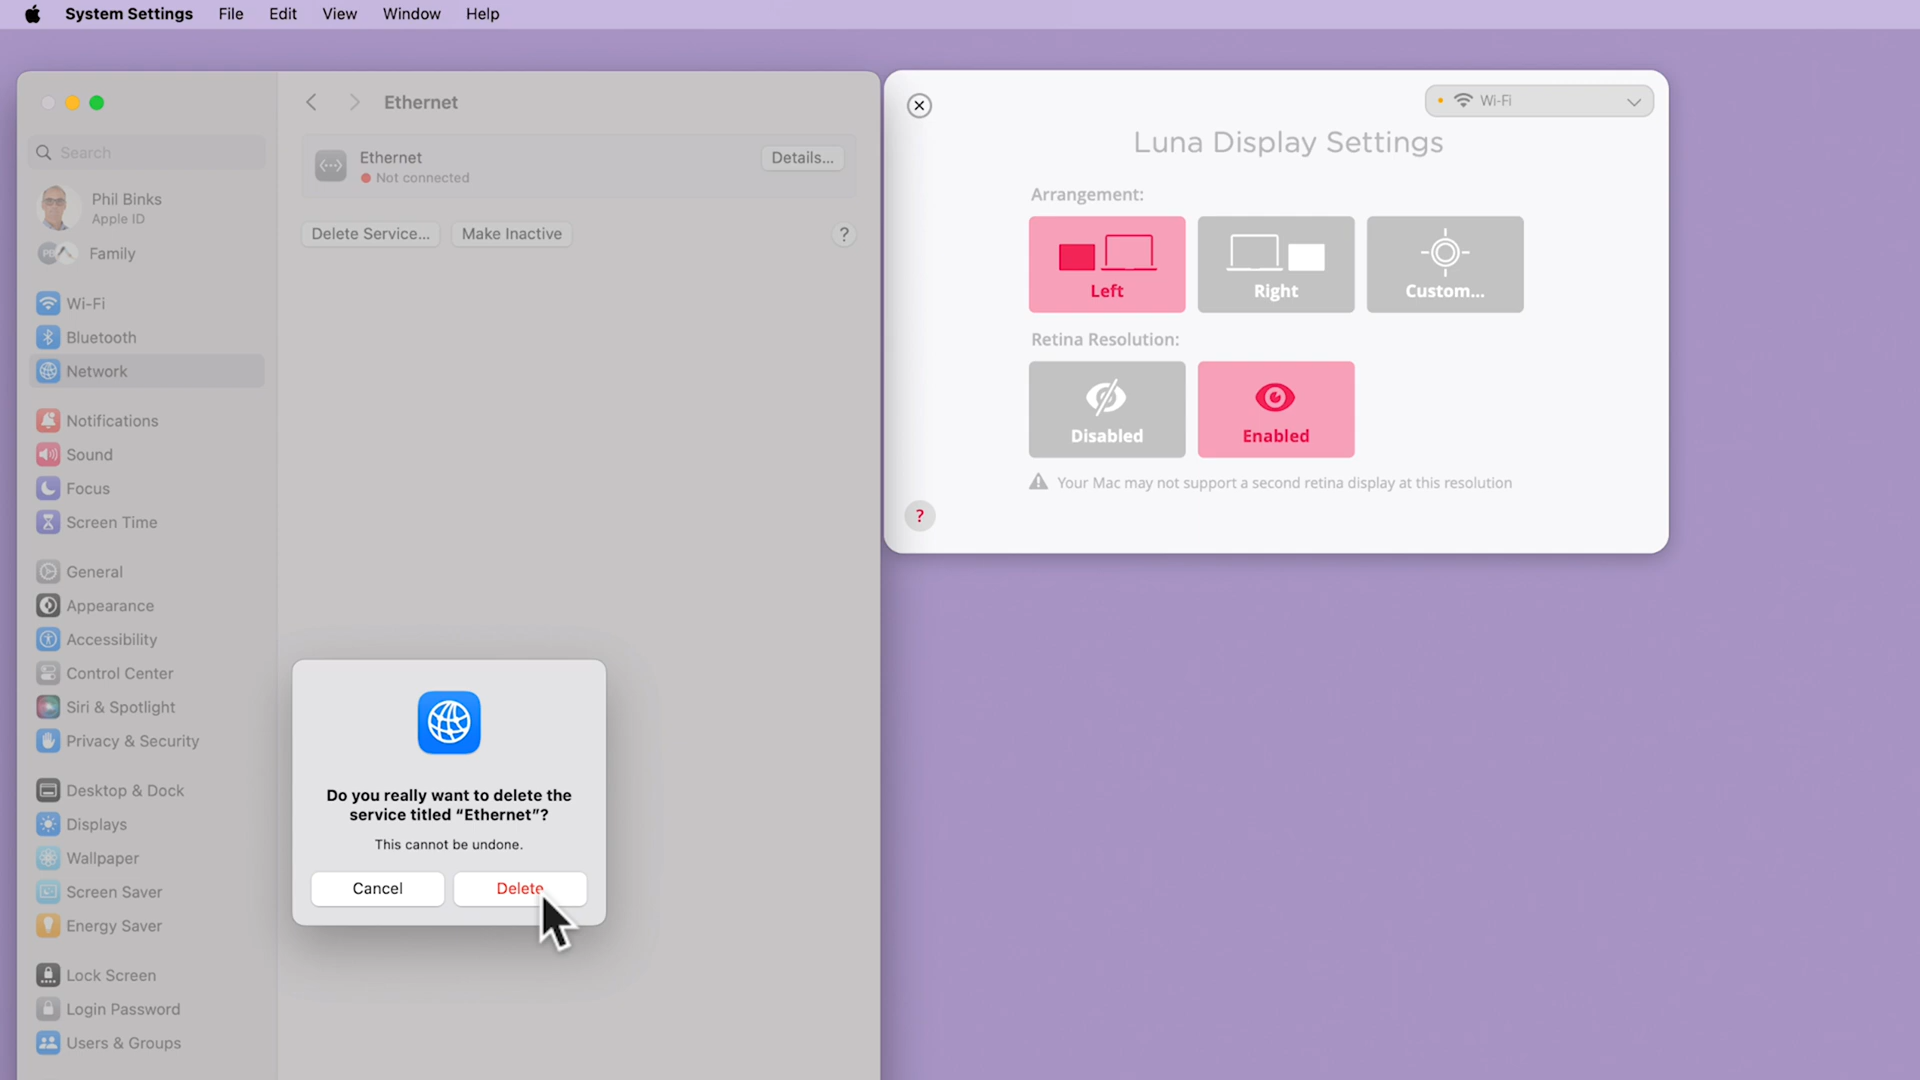 System Settings File Edit View Window Help
Search
Phil Binks
Apple ID
Family
Wi-Fi
Bluetooth
Network
Notifications
Sound
Focus
Screen Time
General
Appearance
Accessibility
Control Center
Siri & Spotlight
Privacy & Security
Desktop & Dock
Displays
Wallpaper
Screen Saver
Energy Saver
Lock Screen
Login Password
Users & Groups
Ethernet
Ethernet
Not connected
Details...
Delete Service...
Make Inactive
?
Do you really want to delete the
service titled “Ethernet”?
This cannot be undone.
Cancel
Delete
Wi-Fi
Luna Display Settings
Arrangement:
Left
Right
Custom...
Retina Resolution:
Disabled
Enabled
Your Mac may not support a second retina display at this resolution
?